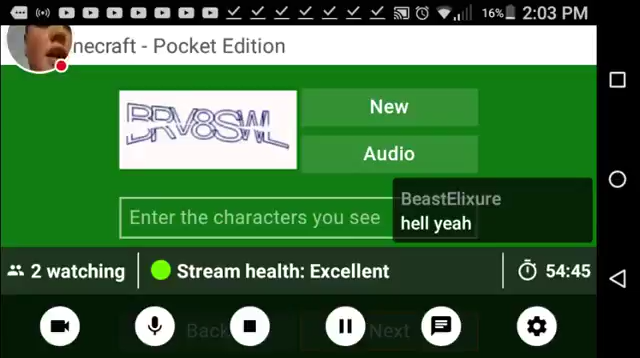 16% 2:03 PM
necraft - Pocket Edition
BRV8SWL
New
Audio
Enter the characters you see
BeastElixure
hell yeah
2 watching
Stream health: Excellent
54:45
Back
Next